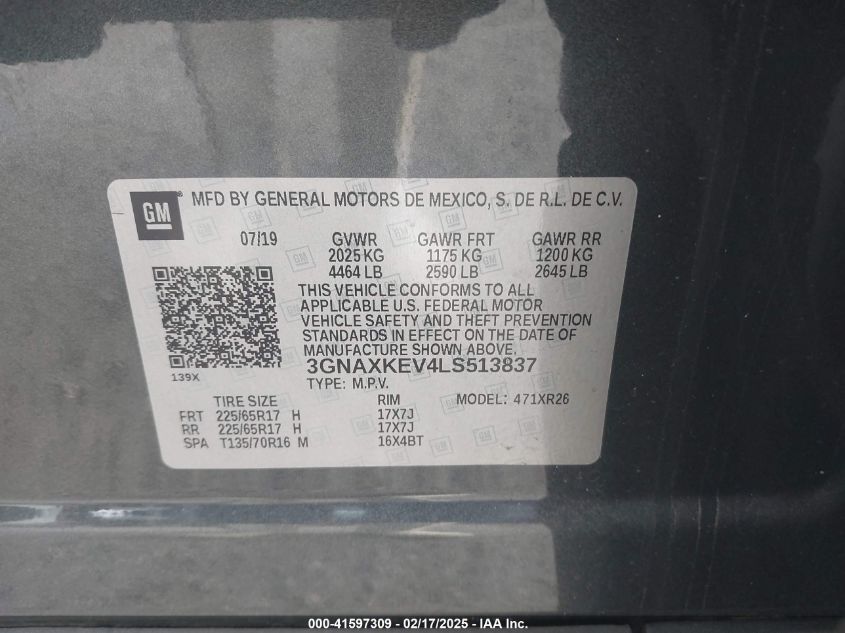 GM
MFD BY GENERAL MOTORS DE MEXICO, S. DE R.L. DE C.V.
07/19 GVWR GAWR FRT GAWR RR
2025 KG 1175 KG 1200 KG
4464 LB 2590 LB 2645 LB
THIS VEHICLE CONFORMS TO ALL
APPLICABLE U.S. FEDERAL MOTOR
VEHICLE SAFETY AND THEFT PREVENTION
STANDARDS IN EFFECT ON THE DATE OF
MANUFACTURE SHOWN ABOVE.
139X
3GNAXKEV4LS513837
TYPE: M.P.V.
TIRE SIZE RIM MODEL: 471XR26
FRT 225/65R17 H 17X7J
RR 225/65R17 H 17X7J
SPA T135/70R16 M 16X4BT
000-41597309 - 02/17/2025 - IAA Inc.